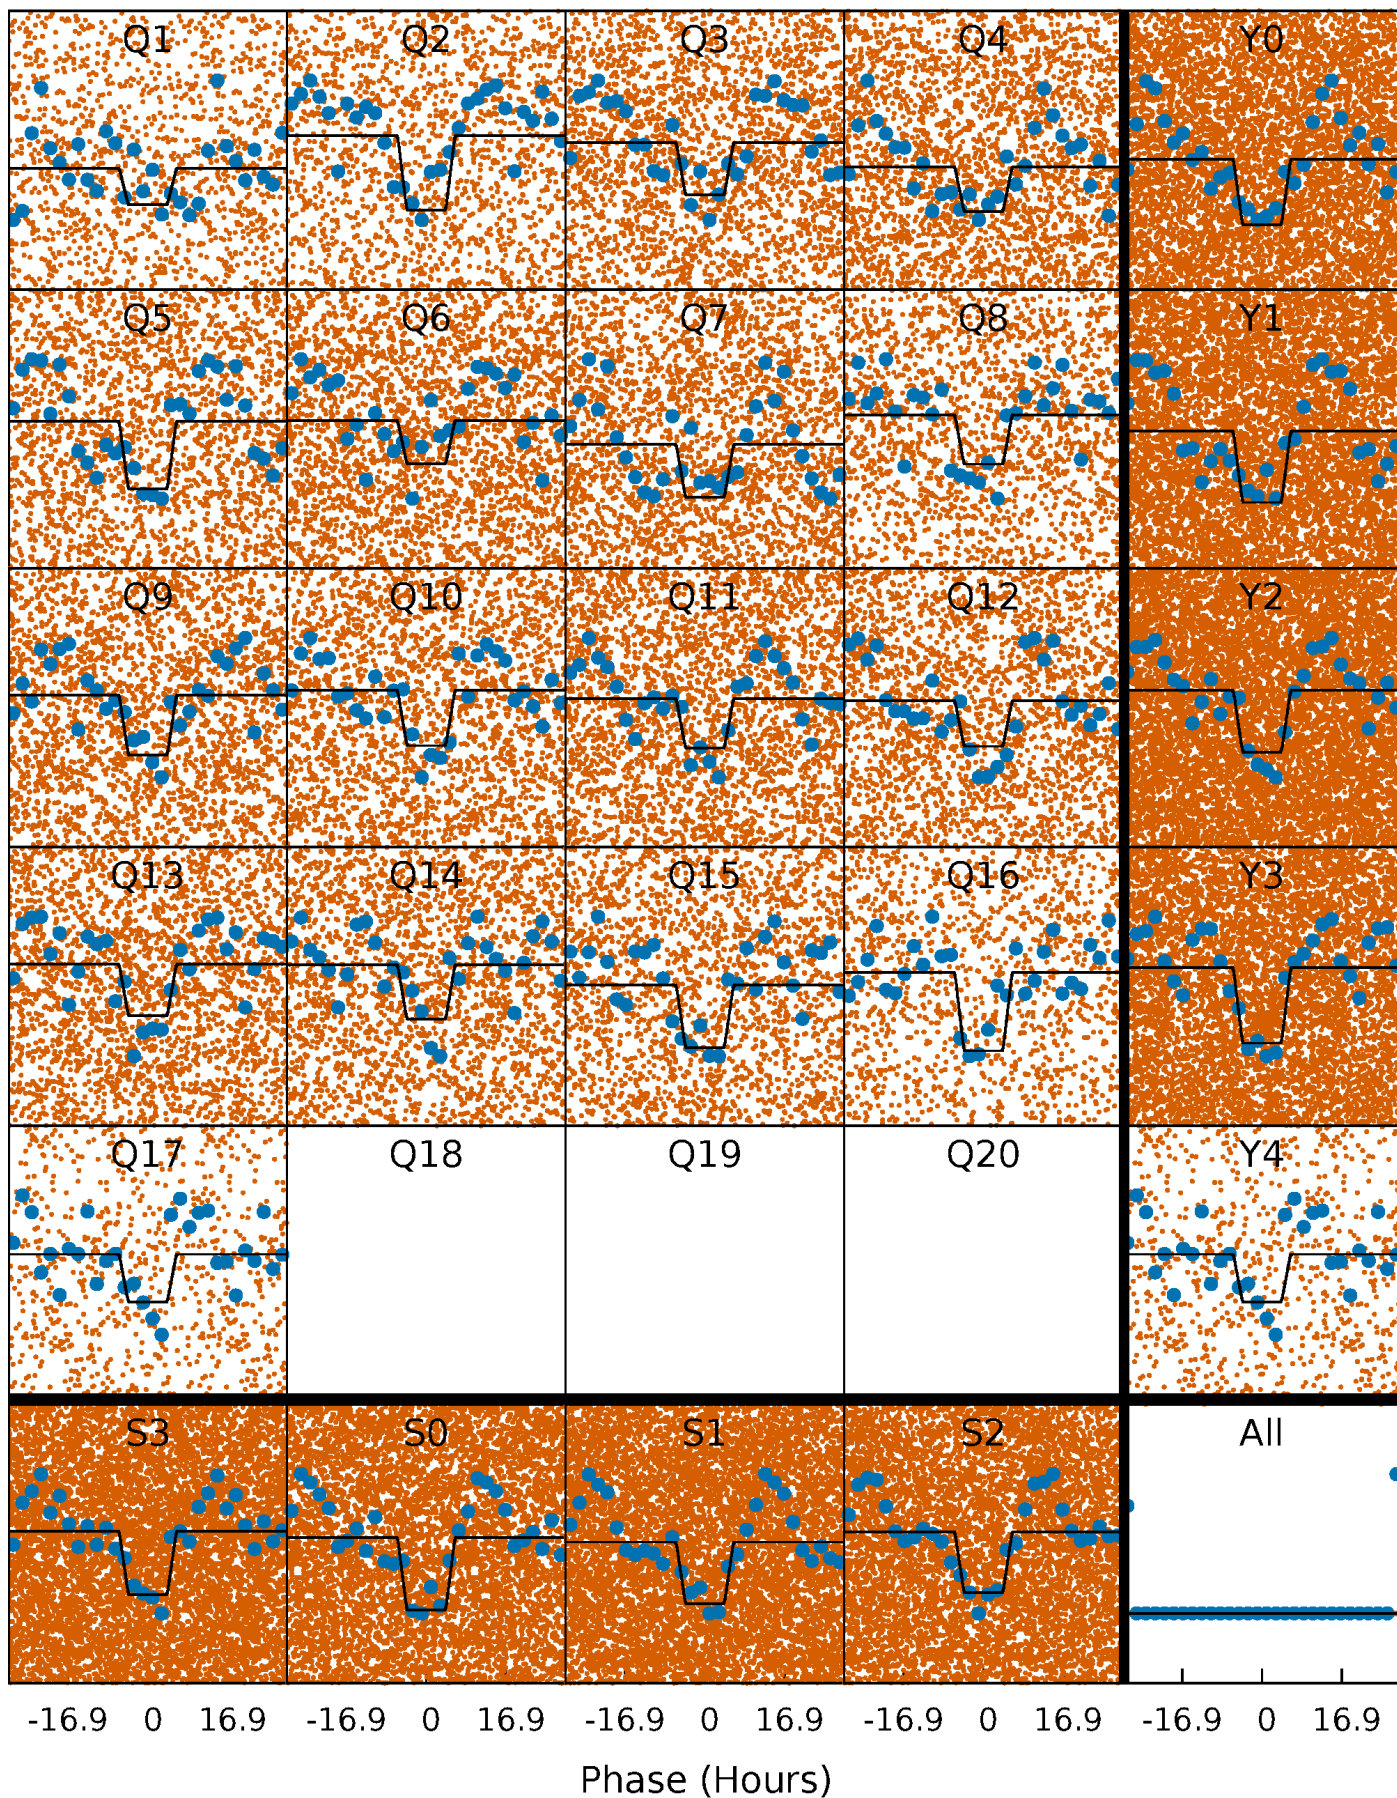 Q1 Q2 Q3 Q4 Y0
Q5 Q6 Q7 Q8 Y1
Q9 Q10 Q11 Q12 Y2
Q13 Q14 Q15 Q16 Y3
Q17 Q18 Q19 Q20 Y4
S3 S0 S1 S2 All
-16.9 0 16.9 -16.9 0 16.9 -16.9 0 16.9 -16.9 0 16.9 -16.9 0 16.9
Phase (Hours)